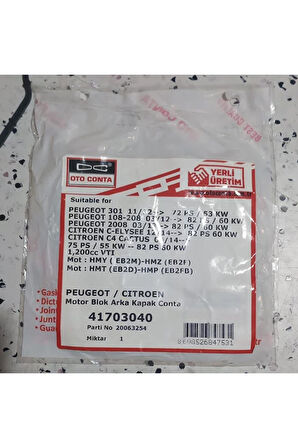 BEST
OTO CONTA
YERLİ
ÜRETİM
Suitable for
PEUGEOT 301 11/12-> 72 PS / 53 KW
PEUGEOT 108-208 03/12-> 82 PS / 60 KW
PEUGEOT 2008 03/13-> 82 PS / 60 KW
CITROEN C-ELYSEE 12/14--> 82 PS 60 KW
CITROEN C4 CACTUS 04/14--
75 PS / 55 KW -- 82 PS 60 KW
1,200cc VTI
Mot : HMY ( EB2M)-HMZ (EB2F)
Mot : HMT (EB2D)-HMP (EB2FB)
PEUGEOT / CITROEN
Motor Blok Arka Kapak Conta
41703040
Parti No 20063254
Miktar 1
8698526847531